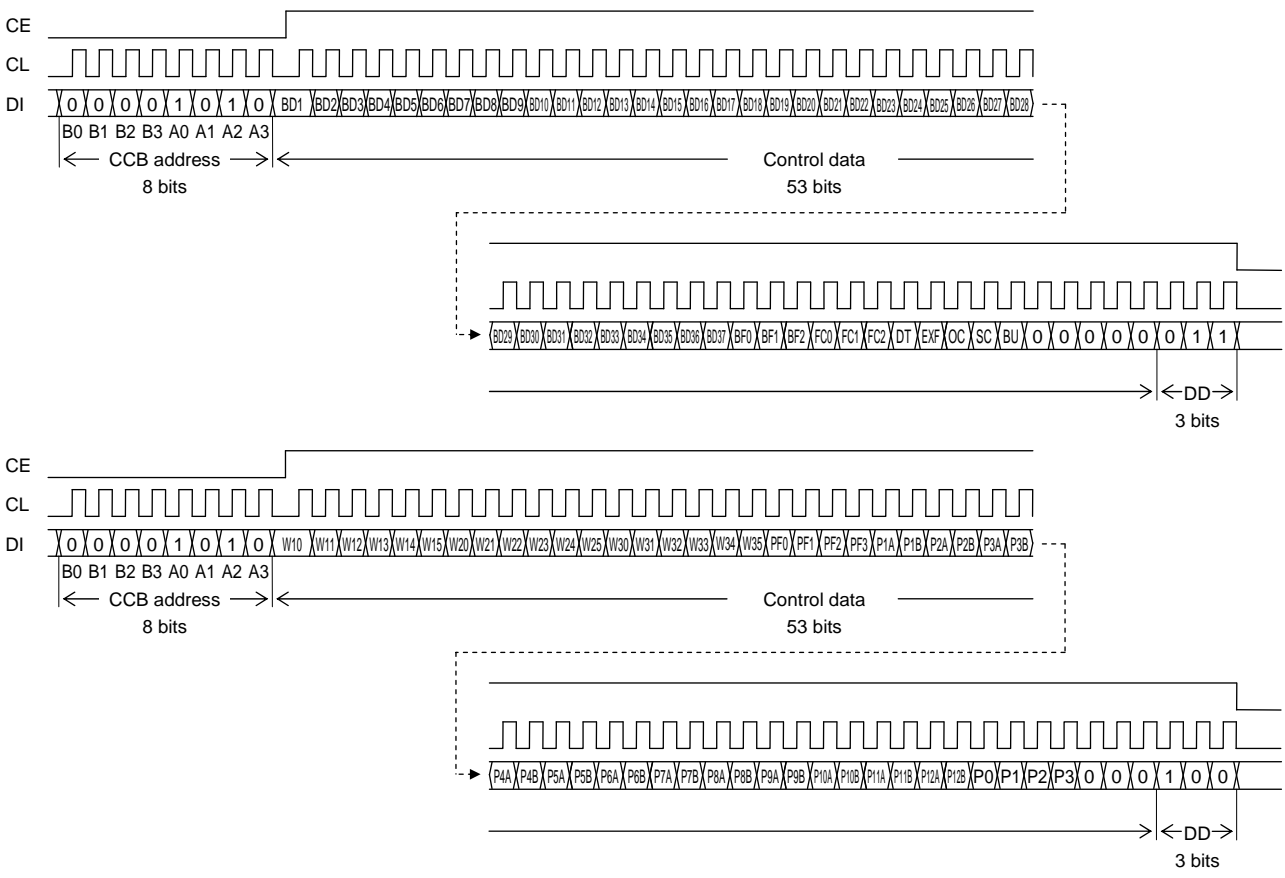 CE
CL
DI 0 0 0 0 1 0 1 0 BD1 BD2 BD3 BD4 BD5 BD6 BD7 BD8 BD9 BD10 BD11 BD12 BD13 BD14 BD15 BD16 BD17 BD18 BD19 BD20 BD21 BD22 BD23 BD24 BD25 BD26 BD27 BD28
B0 B1 B2 B3 A0 A1 A2 A3
CCB address Control data
8 bits 53 bits
BD29 BD30 BD31 BD32 BD33 BD34 BD35 BD36 BD37 BF0 BF1 BF2 FC0 FC1 FC2 DT EXF OC SC BU 0 0 0 0 0 0 1 1
DD
3 bits
CE
CL
DI 0 0 0 0 1 0 1 0 W10 W11 W12 W13 W14 W15 W20 W21 W22 W23 W24 W25 W30 W31 W32 W33 W34 W35 PF0 PF1 PF2 PF3 P1A P1B P2A P2B P3A P3B
B0 B1 B2 B3 A0 A1 A2 A3
CCB address Control data
8 bits 53 bits
P4A P4B P5A P5B P6A P6B P7A P7B P8A P8B P9A P9B P10A P10B P11A P11B P12A P12B P0 P1 P2 P3 0 0 0 1 0 0
DD
3 bits